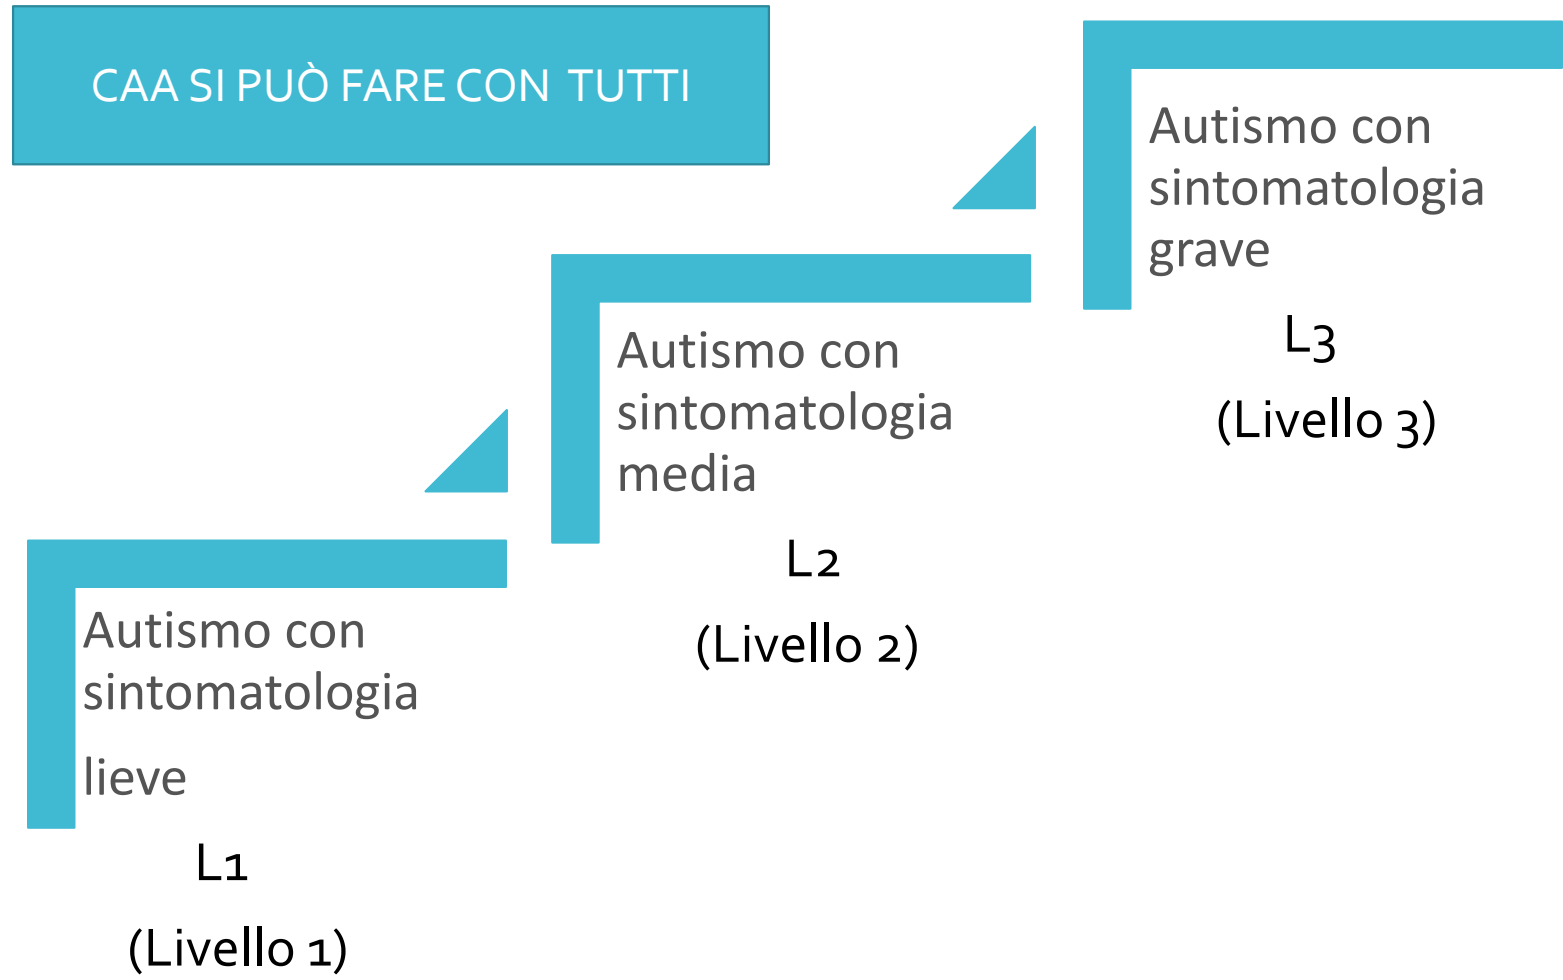 CAA SI PUÒ FARE CON TUTTI
Autismo con
sintomatologia
lieve
L1
(Livello 1)
Autismo con
sintomatologia
media
L2
(Livello 2)
Autismo con
sintomatologia
grave
L3
(Livello 3)